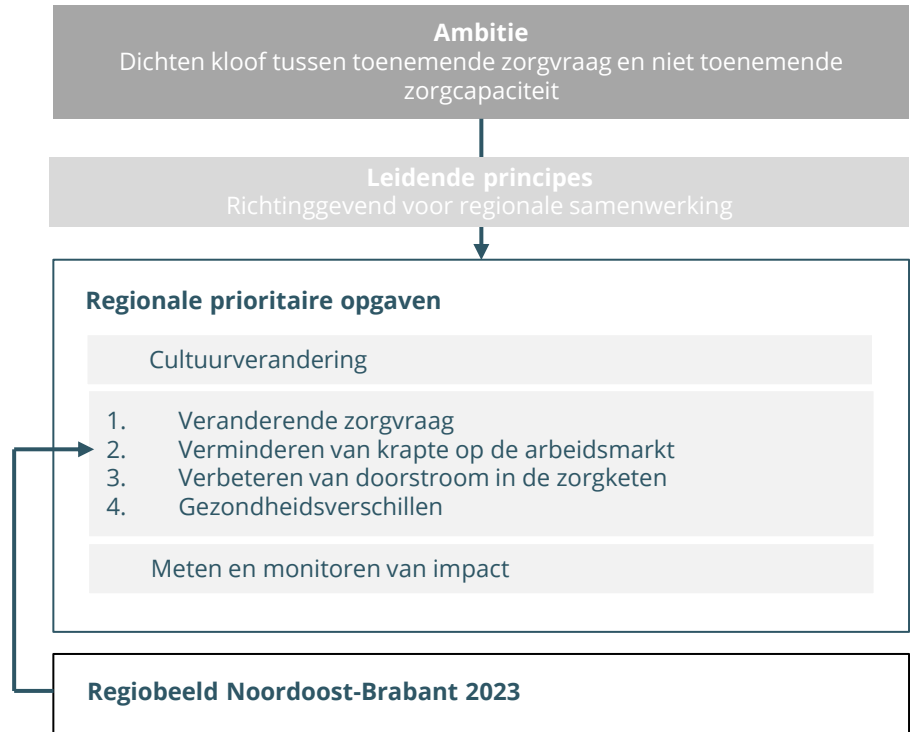 Ambitie
Dichten kloof tussen toenemende zorgvraag en niet toenemende
zorgcapaciteit
Leidende principes
Richtinggevend voor regionale samenwerking
Regionale prioritaire opgaven
Cultuurverandering
1. Veranderende zorgvraag
2. Verminderen van krapte op de arbeidsmarkt
3. Verbeteren van doorstroom in de zorgketen
4. Gezondheidsverschillen
Meten en monitoren van impact
Regiobeeld Noordoost-Brabant 2023